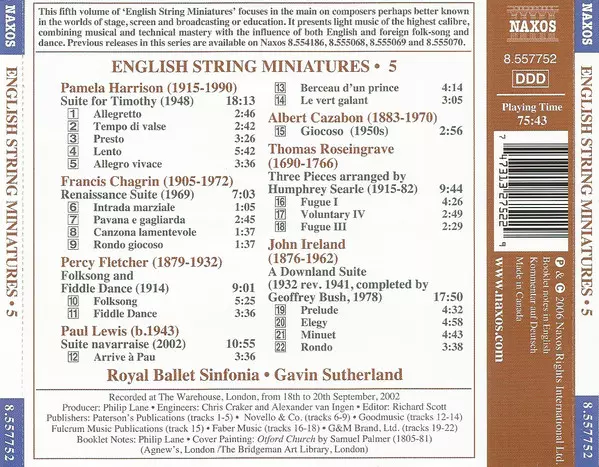 NAXOS
ENGLISH STRING MINIATURES • 5
8.557752
This fifth volume of 'English String Miniatures' focuses in the main on composers perhaps better known
in the worlds of stage, screen and broadcasting or education. It presents light music of the highest calibre,
combining musical and technical mastery with the influence of both English and foreign folk-song and
dance. Previous releases in this series are available on Naxos 8.554186, 8.555068, 8.555069 and 8.555070.
ENGLISH STRING MINIATURES • 5
Pamela Harrison (1915-1990)
Suite for Timothy (1948) 18:13
1 Allegretto 2:46
2 Tempo di valse 2:42
3 Presto 3:26
4 Lento 5:42
5 Allegro vivace 3:36
Francis Chagrin (1905-1972)
Renaissance Suite (1969) 7:03
6 Intrada marziale 1:05
7 Pavana e gagliarda 2:45
8 Canzona lamentevole 1:37
9 Rondo giocoso 1:37
Percy Fletcher (1879-1932)
Folksong and
Fiddle Dance (1914) 9:01
10 Folksong 5:25
11 Fiddle Dance 3:36
Paul Lewis (b.1943)
Suite navarraise (2002) 10:55
12 Arrive à Pau 3:36
13 Berceau d'un prince 4:14
14 Le vert galant 3:05
Albert Cazabon (1883-1970)
15 Giocoso (1950s) 2:56
Thomas Roseingrave
(1690-1766)
Three Pieces arranged by
Humphrey Searle (1915-82) 9:44
16 Fugue I 4:26
17 Voluntary IV 2:49
18 Fugue III 2:29
John Ireland
(1876-1962)
A Downland Suite
(1932 rev. 1941, completed by
Geoffrey Bush, 1978) 17:50
19 Prelude 4:32
20 Elegy 4:58
21 Minuet 4:43
22 Rondo 3:38
Royal Ballet Sinfonia • Gavin Sutherland
Recorded at The Warehouse, London, from 18th to 20th September, 2002
Producer: Philip Lane • Engineers: Chris Craker and Alexander van Ingen • Editor: Richard Scott
Publishers: Paterson's Publications (tracks 1-5) • Novello & Co. (tracks 6-9) • Goodmusic (tracks 12-14)
Fulcrum Music Publications (track 15) • Faber Music (tracks 16-18) • G&M Brand, Ltd. (tracks 19-22)
Booklet Notes: Philip Lane • Cover Painting: Otford Church by Samuel Palmer (1805-81)
(Agnew's, London /The Bridgeman Art Library, London)
NAXOS
8.557752
DDD
Playing Time
75:43
7 47313 27522 9
℗ & © 2006 Naxos Rights International Ltd.
Booklet notes in English
Kommentar auf Deutsch
Made in Canada
www.naxos.com
NAXOS
ENGLISH STRING MINIATURES • 5
8.557752